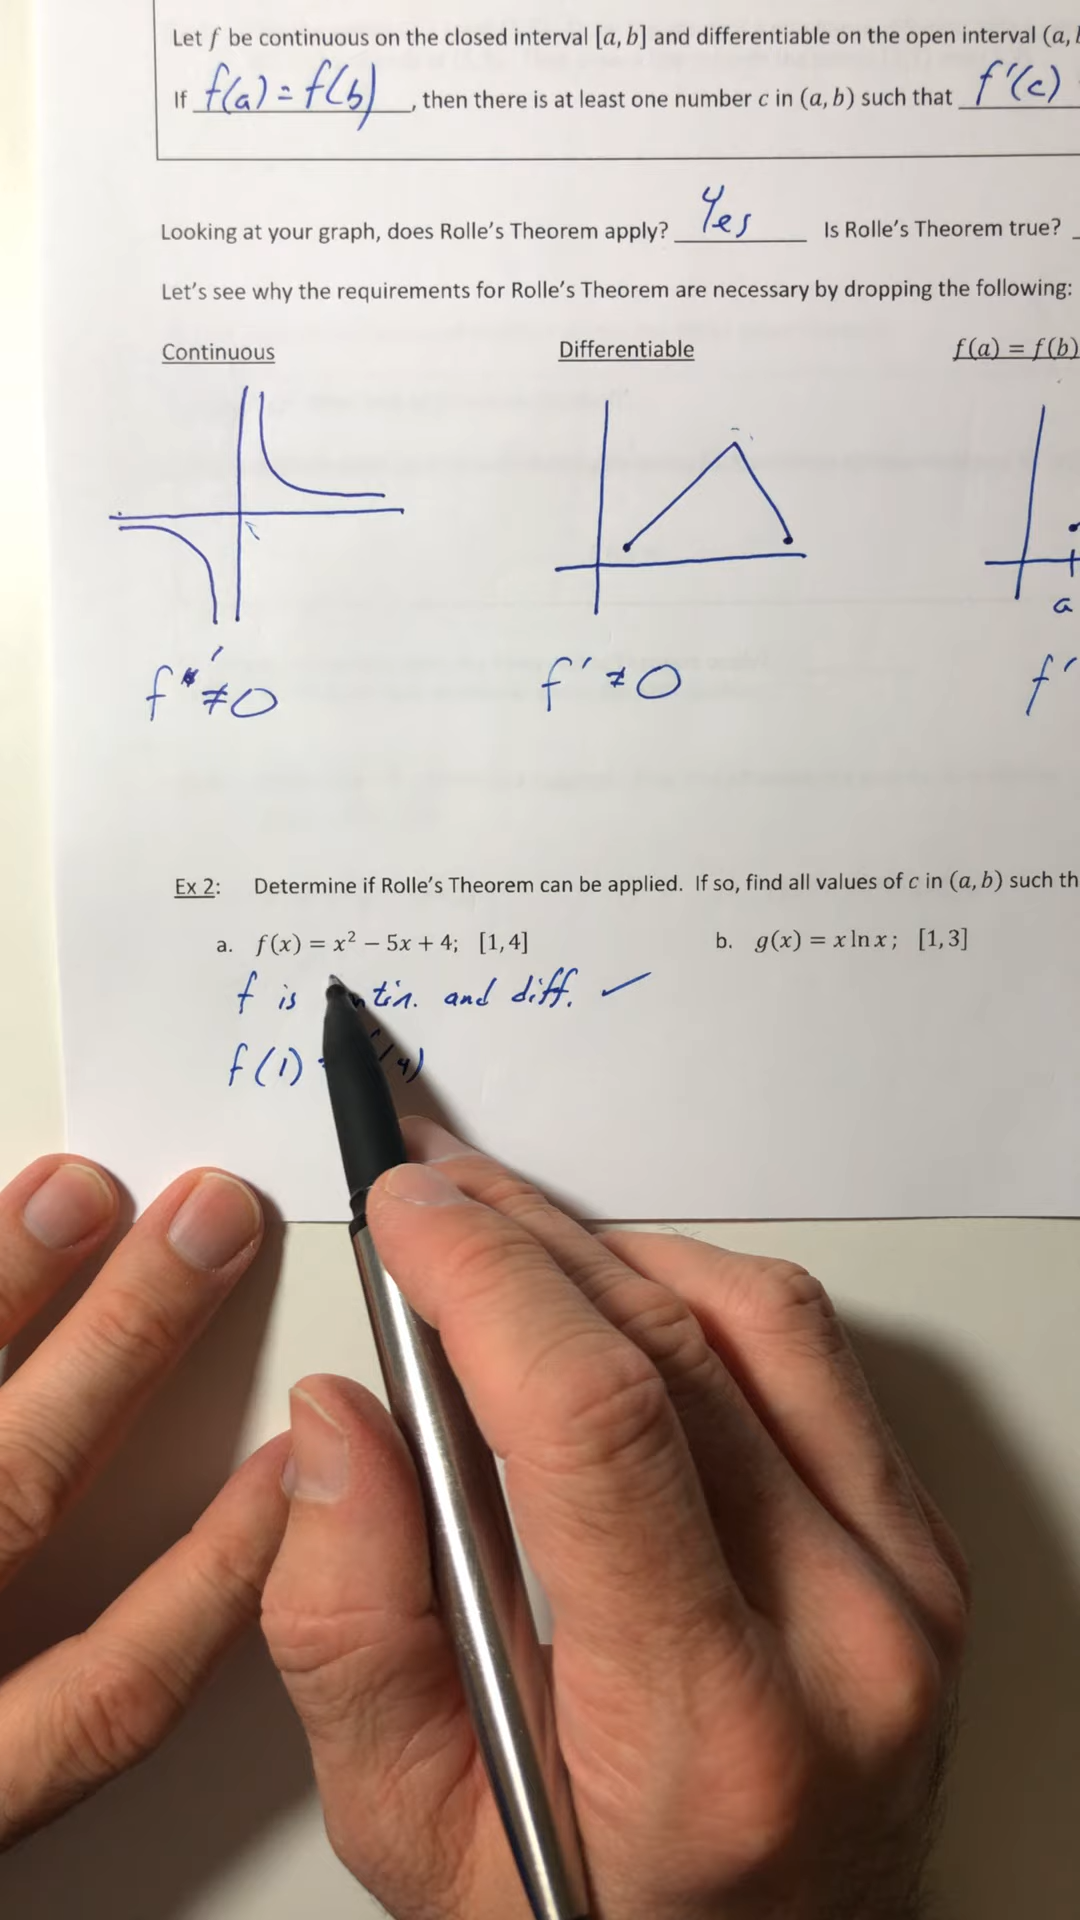 Let f be continuous on the closed interval [a, b] and differentiable on the open interval (a,
If f(a) = f(b), then there is at least one number c in (a, b) such that f'(c)
Looking at your graph, does Rolle's Theorem apply? Yes Is Rolle's Theorem true?
Let's see why the requirements for Rolle's Theorem are necessary by dropping the following:
Continuous Differentiable f(a) = f(b)
a
f' ≠ 0 f' ≠ 0 f'
Ex 2: Determine if Rolle's Theorem can be applied. If so, find all values of c in (a, b) such th
a. f(x) = x² − 5x + 4; [1, 4] b. g(x) = x ln x; [1, 3]
f is tin. and diff. ✓
f(1) (4)